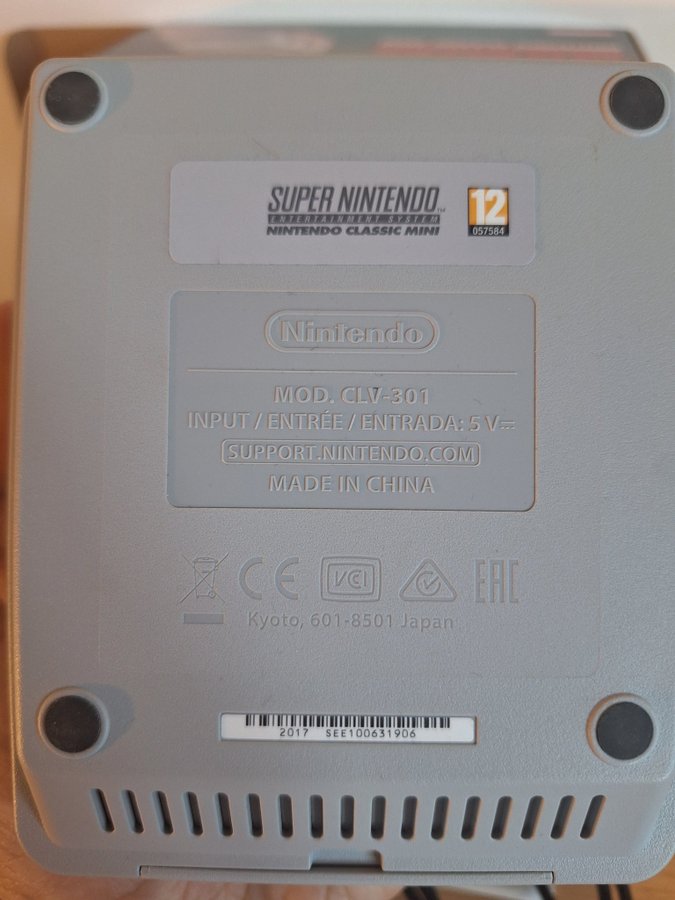 SUPER NINTENDO™
ENTERTAINMENT SYSTEM
NINTENDO CLASSIC MINI
12
057584
Nintendo
MOD. CLV-301
INPUT / ENTRÉE / ENTRADA: 5 V⎓
SUPPORT.NINTENDO.COM
MADE IN CHINA
CE VCI EAC
Kyoto, 601-8501 Japan
2017 SEE100631906